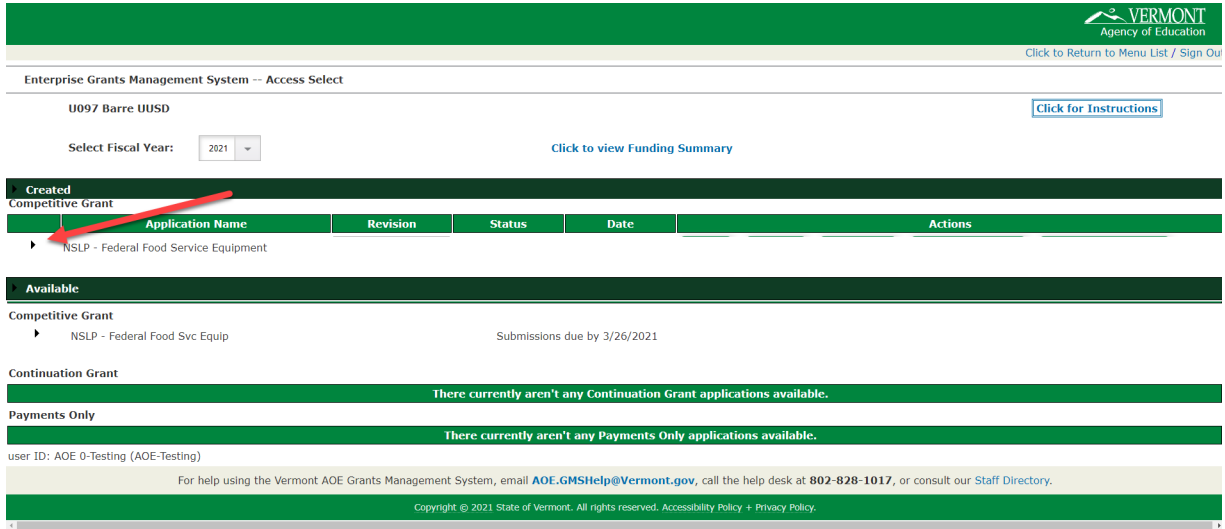 VERMONT
Agency of Education
Click to Return to Menu List / Sign Out
Enterprise Grants Management System -- Access Select
U097 Barre UUSD
Click for Instructions
Select Fiscal Year: 2021 Click to view Funding Summary
Created
Competitive Grant
Application Name Revision Status Date Actions
NSLP - Federal Food Service Equipment
Available
Competitive Grant
NSLP - Federal Food Svc Equip Submissions due by 3/26/2021
Continuation Grant
There currently aren't any Continuation Grant applications available.
Payments Only
There currently aren't any Payments Only applications available.
user ID: AOE 0-Testing (AOE-Testing)
For help using the Vermont AOE Grants Management System, email AOE.GMSHelp@Vermont.gov, call the help desk at 802-828-1017, or consult our Staff Directory.
Copyright © 2021 State of Vermont. All rights reserved. Accessibility Policy + Privacy Policy.